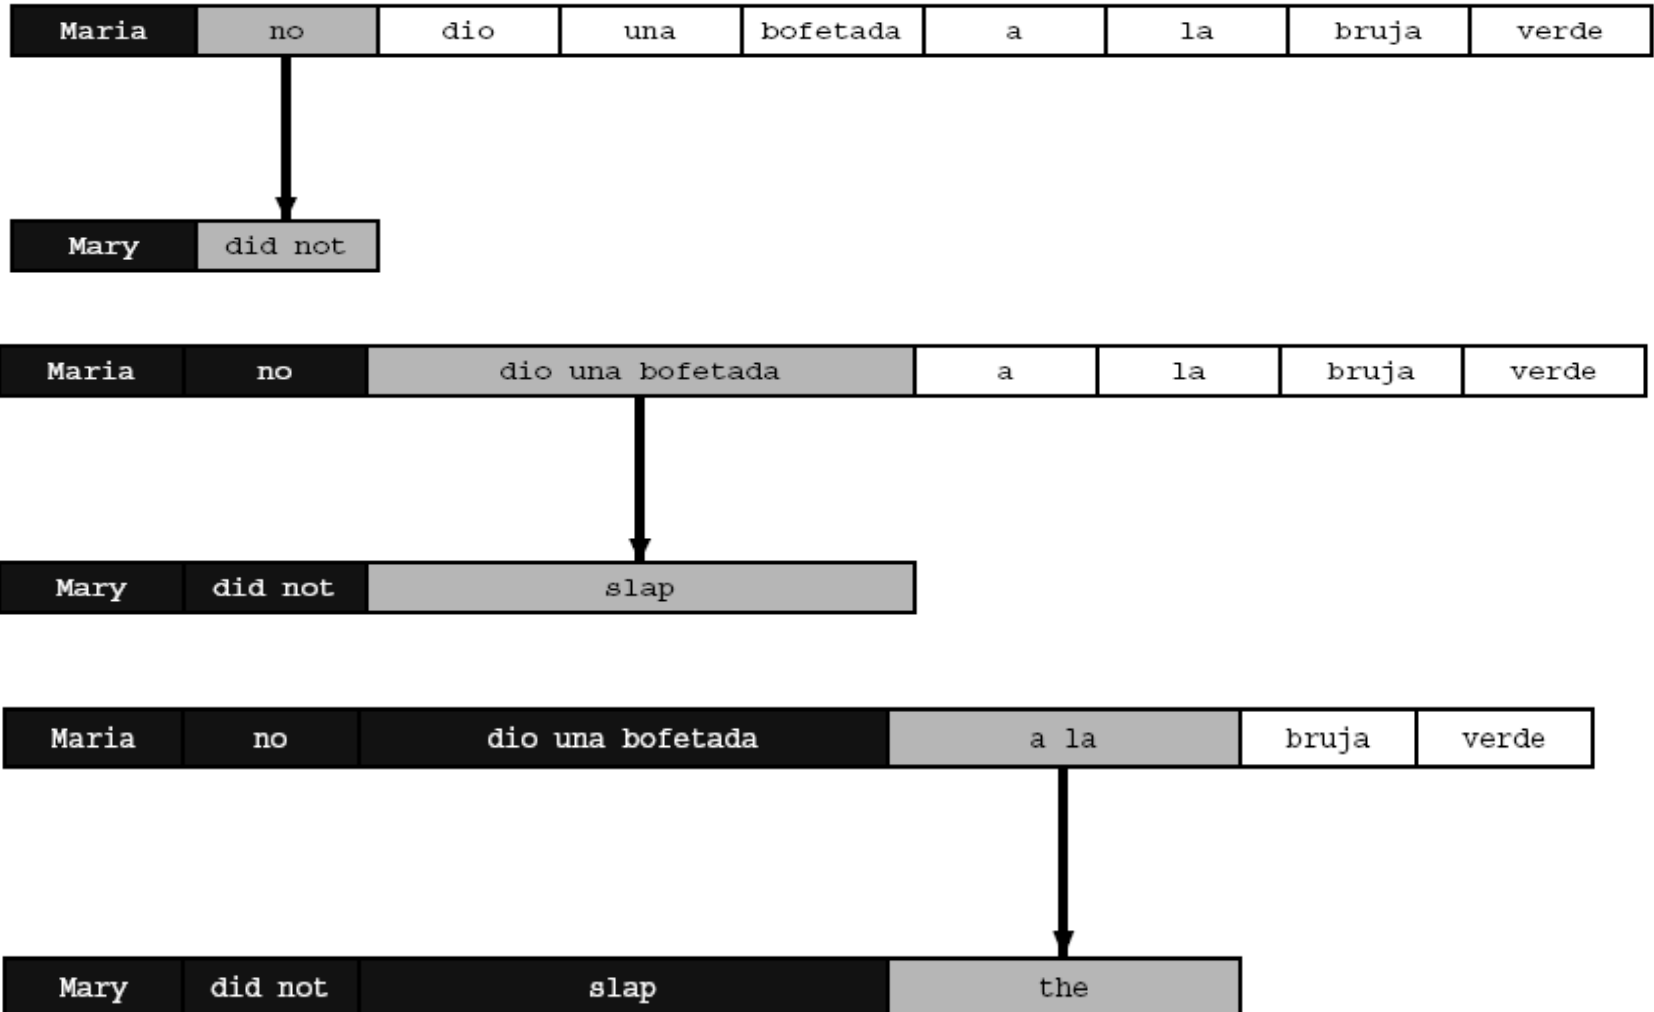 Maria no dio una bofetada a la bruja verde
Mary did not
Maria no dio una bofetada a la bruja verde
Mary did not slap
Maria no dio una bofetada a la bruja verde
Mary did not slap the